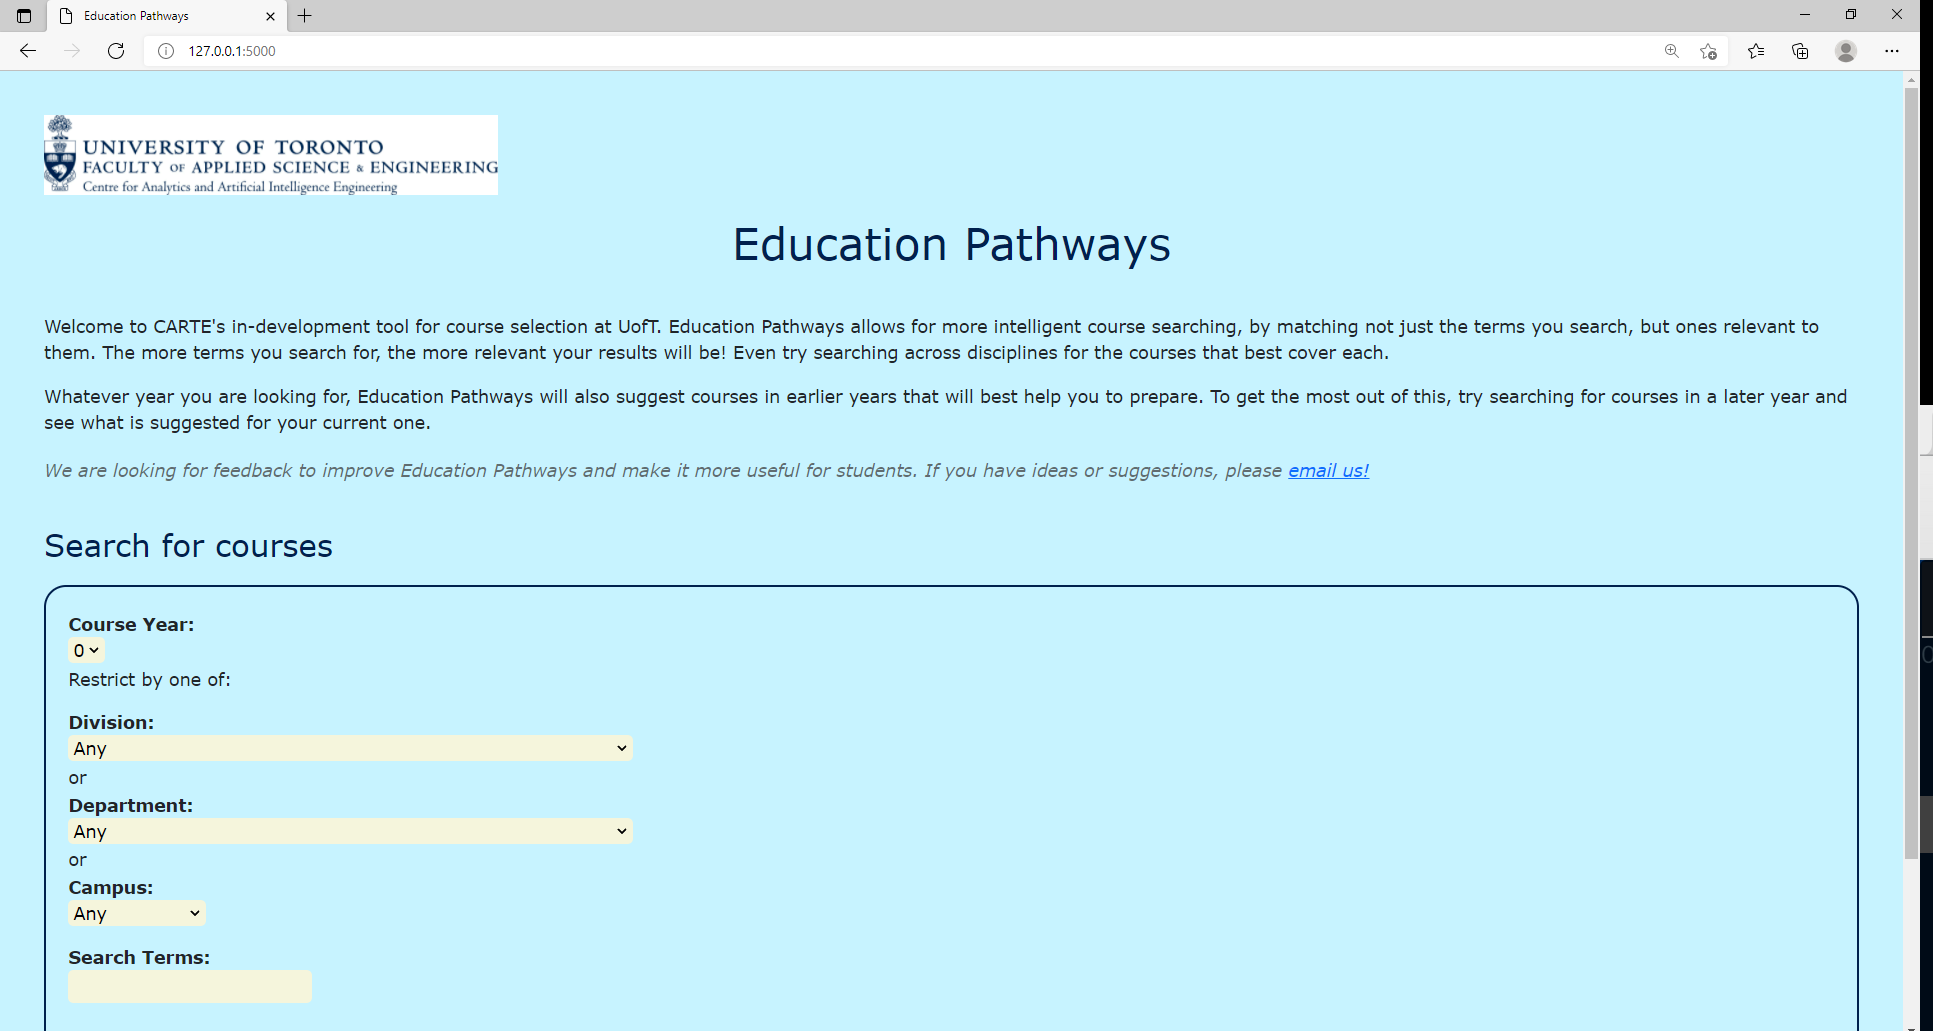 Education Pathways
127.0.0.1:5000
UNIVERSITY OF TORONTO
FACULTY OF APPLIED SCIENCE & ENGINEERING
Centre for Analytics and Artificial Intelligence Engineering
Education Pathways
Welcome to CARTE's in-development tool for course selection at UofT. Education Pathways allows for more intelligent course searching, by matching not just the terms you search, but ones relevant to
them. The more terms you search for, the more relevant your results will be! Even try searching across disciplines for the courses that best cover each.
Whatever year you are looking for, Education Pathways will also suggest courses in earlier years that will best help you to prepare. To get the most out of this, try searching for courses in a later year and
see what is suggested for your current one.
We are looking for feedback to improve Education Pathways and make it more useful for students. If you have ideas or suggestions, please email us!
Search for courses
Course Year:
0
Restrict by one of:
Division:
Any
or
Department:
Any
or
Campus:
Any
Search Terms: